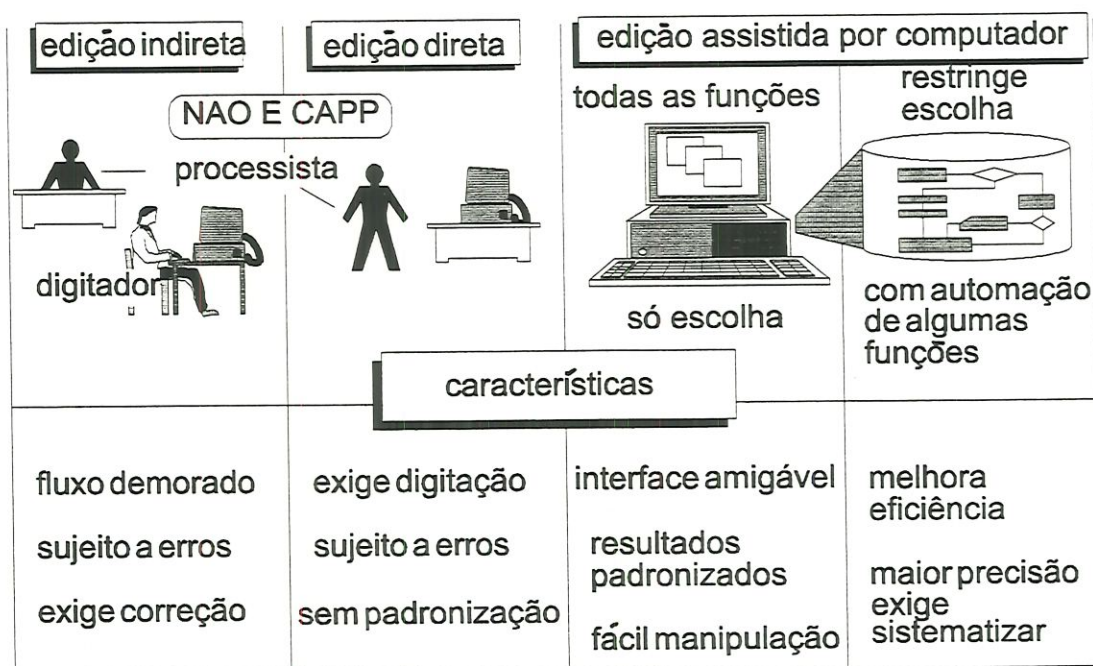 edição indireta
edição direta
edição assistida por computador
NAO E CAPP
processista
digitador
todas as funções
só escolha
restringe
escolha
com automação
de algumas
funções
características
fluxo demorado
sujeito a erros
exige correção
exige digitação
sujeito a erros
sem padronização
interface amigável
resultados
padronizados
fácil manipulação
melhora
eficiência
maior precisão
exige
sistematizar